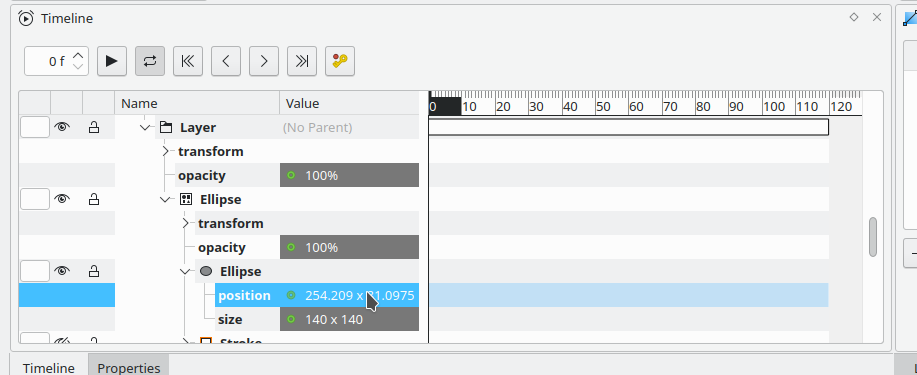 Timeline
0 f
Name Value
0 10 20 30 40 50 60 70 80 90 100 110 120
Layer (No Parent)
transform
opacity 100%
Ellipse
transform
opacity 100%
Ellipse
position 254.209 x 1.0975
size 140 x 140
Stroke
Timeline Properties